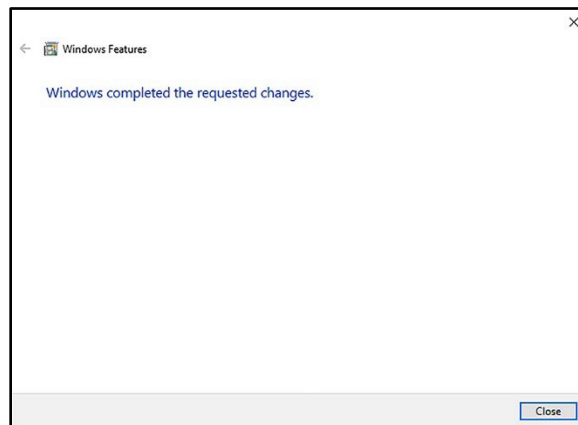 Windows Features
Windows completed the requested changes.
Close